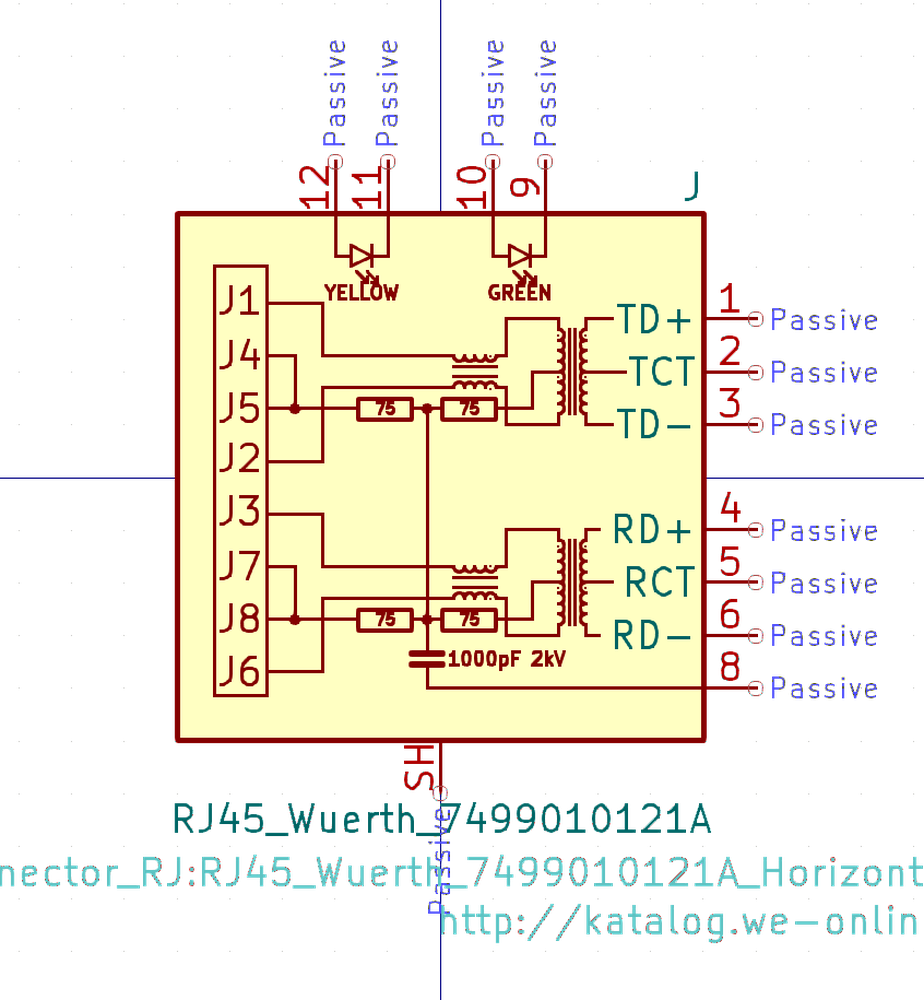 Passive Passive Passive Passive
12 11 10 9
J
YELLOW GREEN
J1 TD+ 1 Passive
J4 TCT 2 Passive
J5 75 75 TD- 3 Passive
J2
J3 RD+ 4 Passive
J7 RCT 5 Passive
J8 75 75 RD- 6 Passive
J6 1000pF 2kV 8 Passive
SH
Passive
RJ45_Wuerth_7499010121A
nector_RJ:RJ45_Wuerth_7499010121A_Horizont
http://katalog.we-onlin